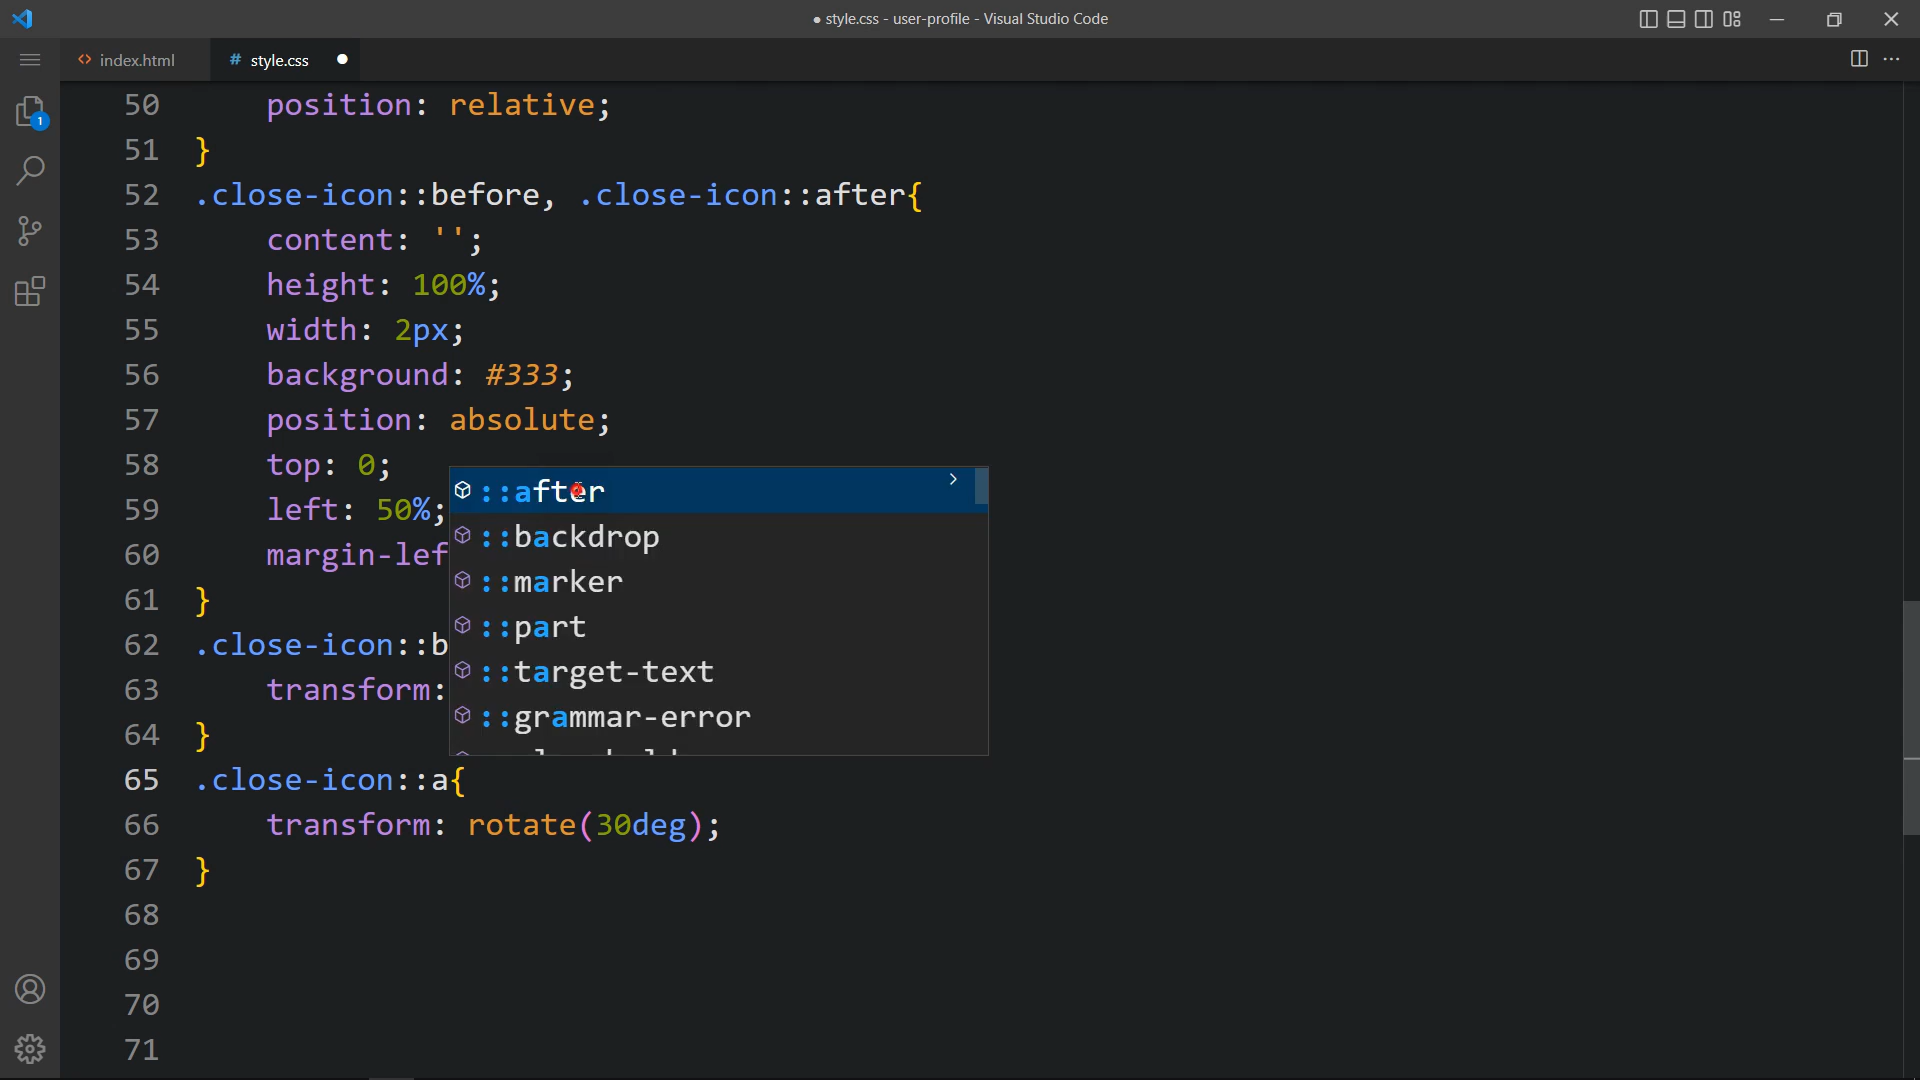 ● style.css - user-profile - Visual Studio Code
<> index.html
# style.css ●
1
50 position: relative;
51 }
52 .close-icon::before, .close-icon::after{
53 content: '';
54 height: 100%;
55 width: 2px;
56 background: #333;
57 position: absolute;
58 top: 0;
59 left: 50%;
60 margin-lef
61 }
62 .close-icon::b
63 transform:
64 }
65 .close-icon::a{
66 transform: rotate(30deg);
67 }
68
69
70
71
::after
::backdrop
::marker
::part
::target-text
::grammar-error